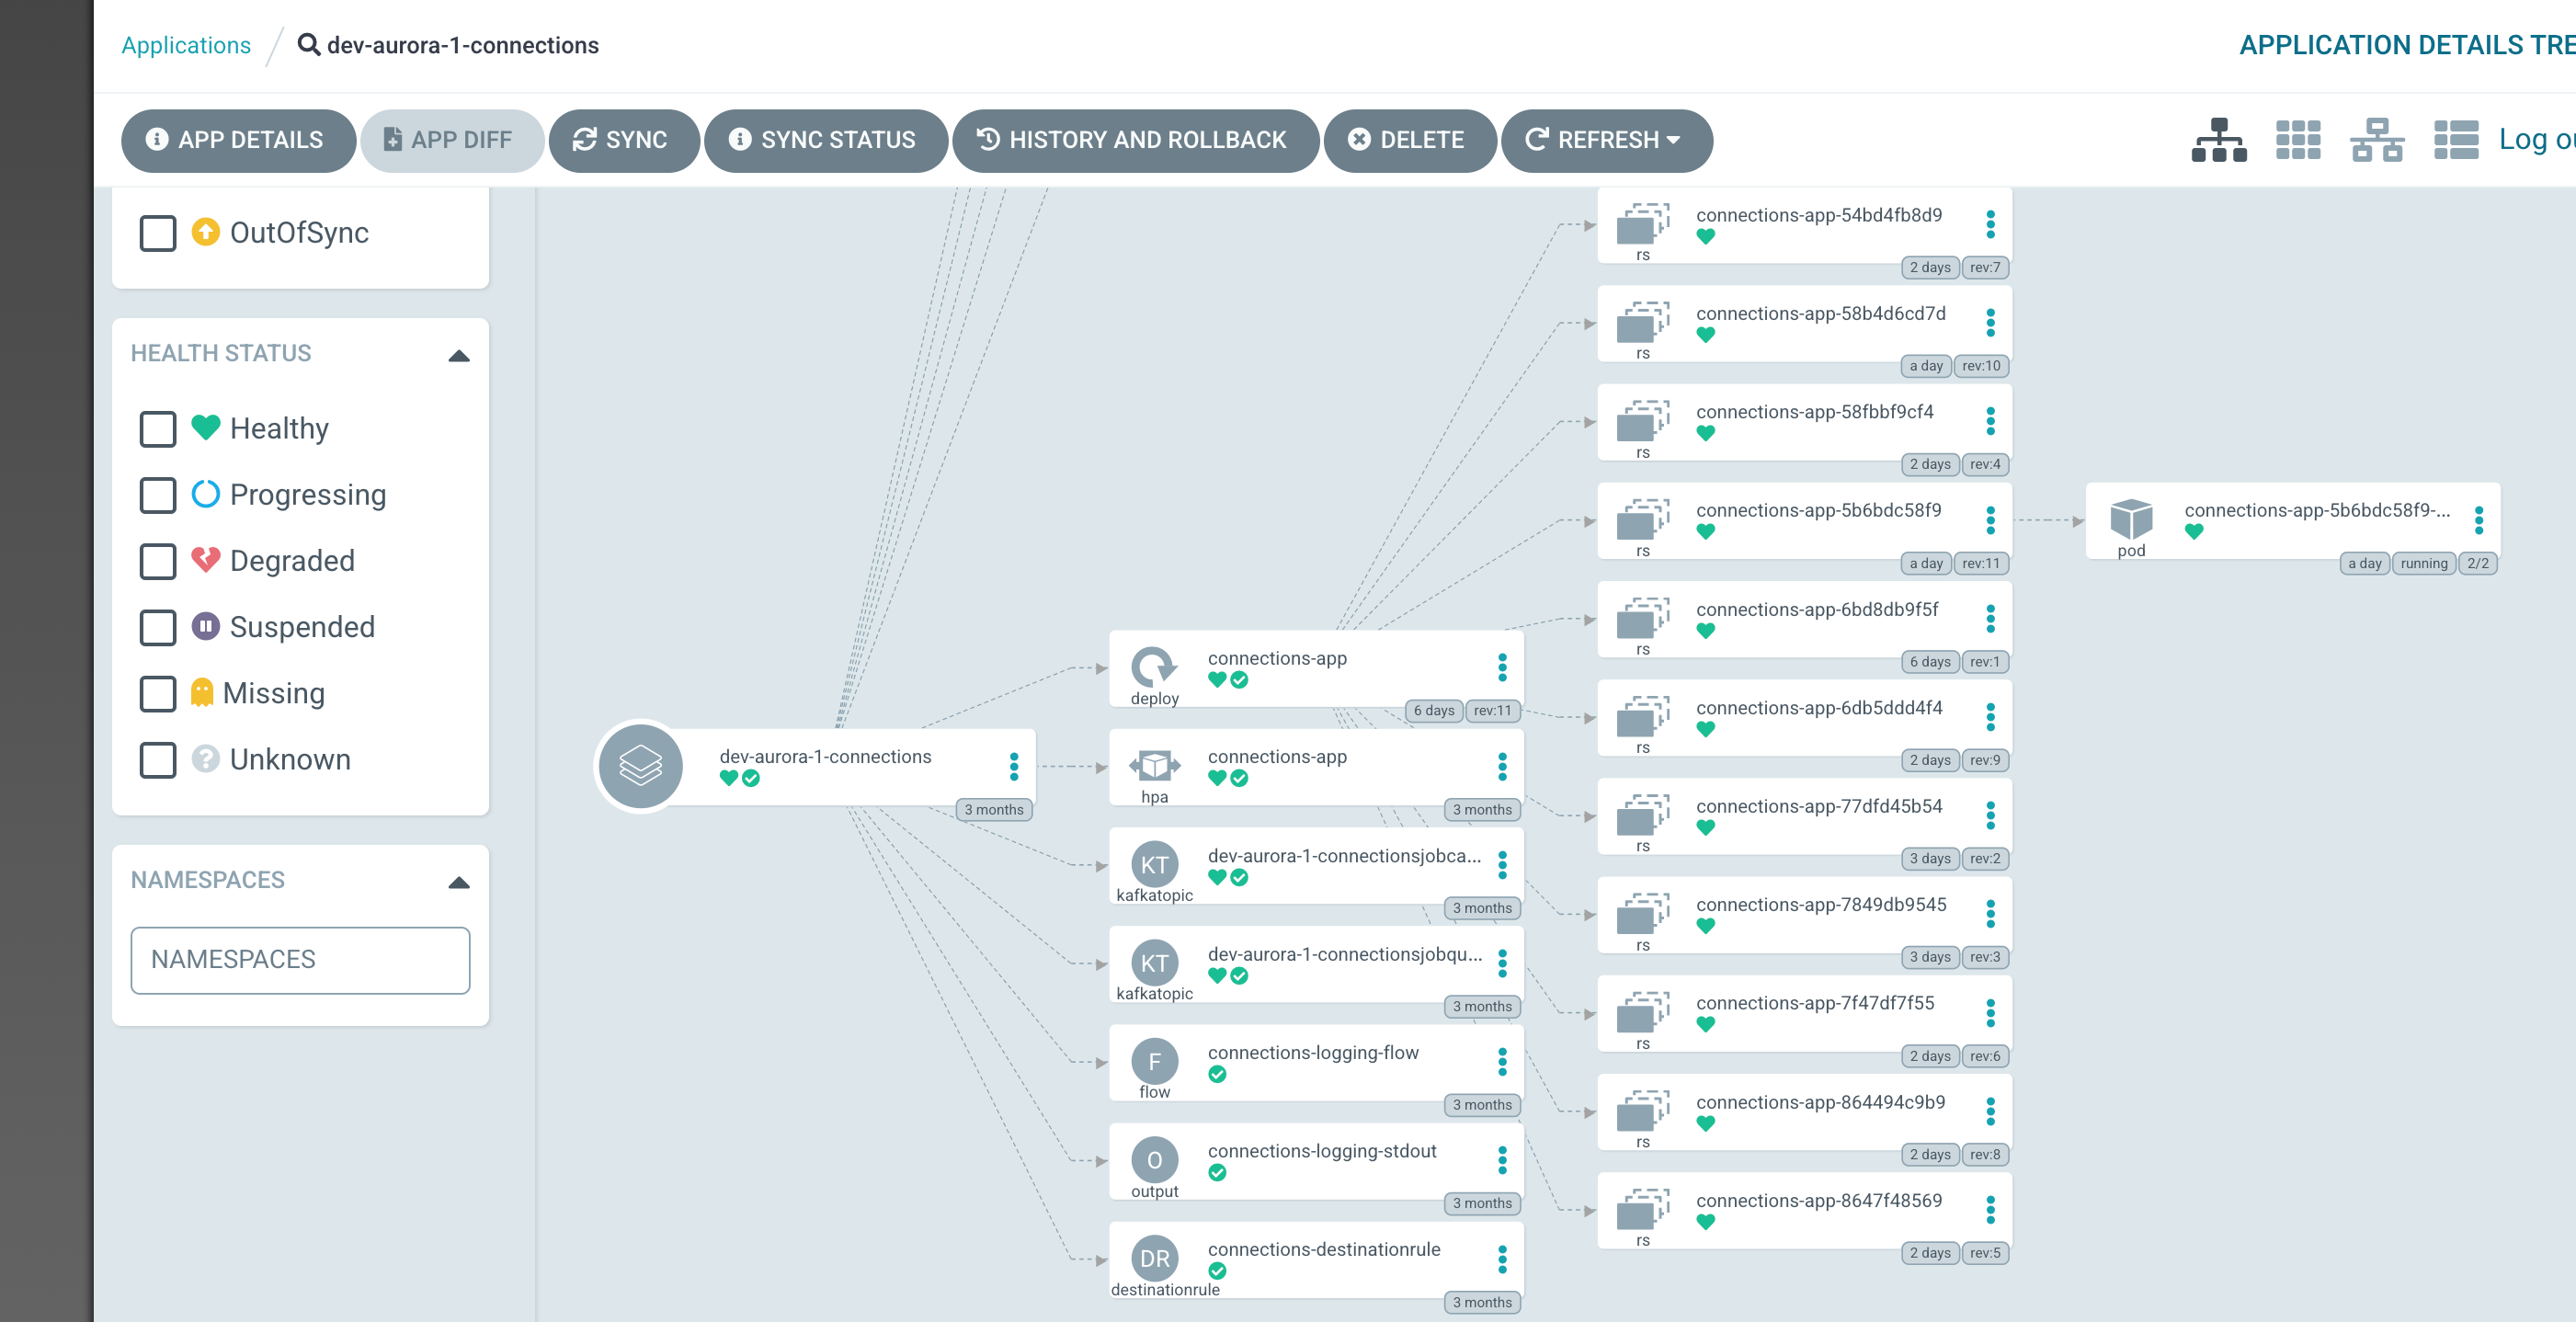 Applications
dev-aurora-1-connections
APPLICATION DETAILS TRE
APP DETAILS
APP DIFF
SYNC
SYNC STATUS
HISTORY AND ROLLBACK
DELETE
REFRESH
Log ou
OutOfSync
HEALTH STATUS
Healthy
Progressing
Degraded
Suspended
Missing
Unknown
NAMESPACES
NAMESPACES
dev-aurora-1-connections
3 months
connections-app
deploy
6 days rev:11
connections-app
hpa
3 months
KT
dev-aurora-1-connectionsjobca...
kafkatopic
3 months
KT
dev-aurora-1-connectionsjobqu...
kafkatopic
3 months
F
connections-logging-flow
flow
3 months
O
connections-logging-stdout
output
3 months
DR
connections-destinationrule
destinationrule
3 months
connections-app-54bd4fb8d9
rs
2 days rev:7
connections-app-58b4d6cd7d
rs
a day rev:10
connections-app-58fbbf9cf4
rs
2 days rev:4
connections-app-5b6bdc58f9
rs
a day rev:11
connections-app-6bd8db9f5f
rs
6 days rev:1
connections-app-6db5ddd4f4
rs
2 days rev:9
connections-app-77dfd45b54
rs
3 days rev:2
connections-app-7849db9545
rs
3 days rev:3
connections-app-7f47df7f55
rs
2 days rev:6
connections-app-864494c9b9
rs
2 days rev:8
connections-app-8647f48569
rs
2 days rev:5
connections-app-5b6bdc58f9-...
pod
a day running 2/2